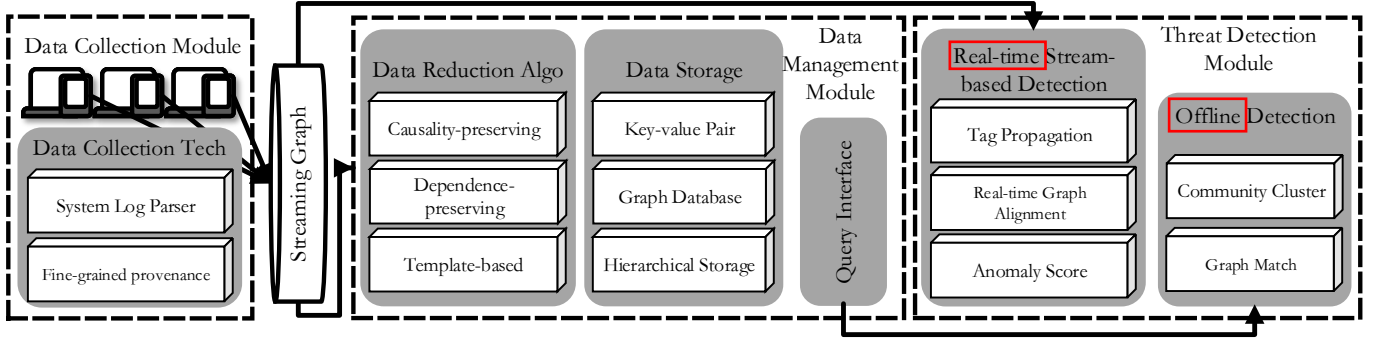 Data Collection Module
Data Collection Tech
System Log Parser
Fine-grained provenance
Streaming Graph
Data Reduction Algo
Causality-preserving
Dependence-
preserving
Template-based
Data Storage
Key-value Pair
Graph Database
Hierarchical Storage
Data
Management
Module
Query Interface
Real-time Stream-
based Detection
Tag Propagation
Real-time Graph
Alignment
Anomaly Score
Threat Detection
Module
Offline Detection
Community Cluster
Graph Match